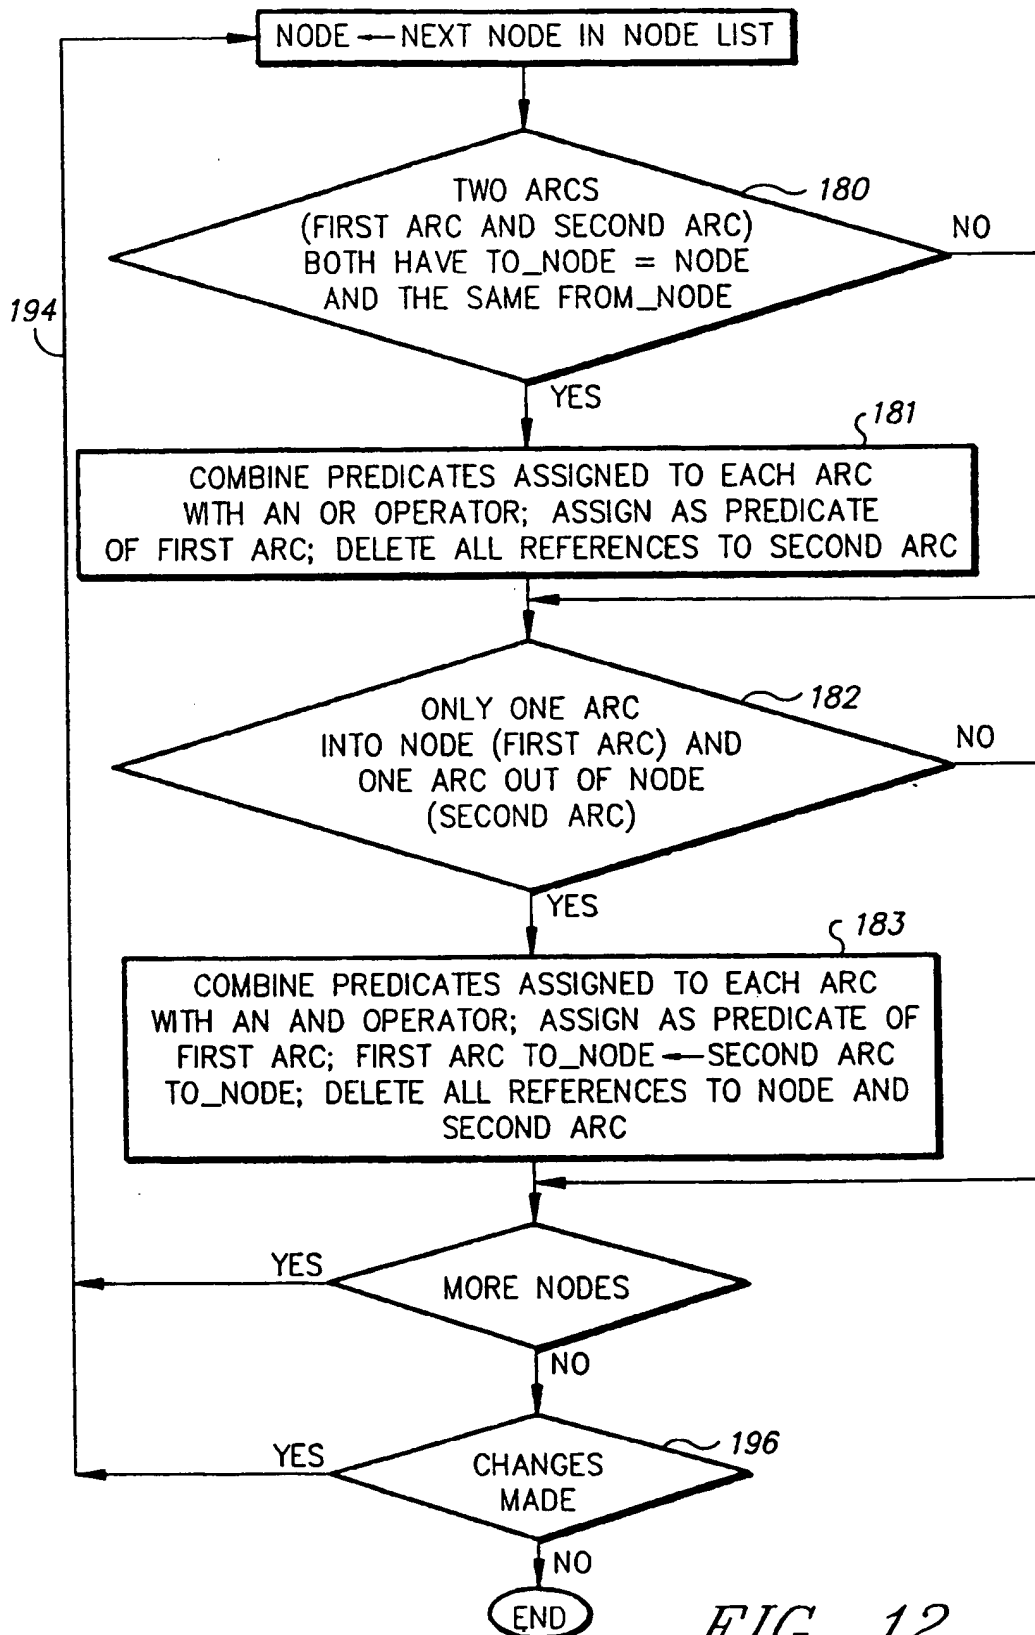 NODE ← NEXT NODE IN NODE LIST
TWO ARCS
(FIRST ARC AND SECOND ARC)
BOTH HAVE TO_NODE = NODE
AND THE SAME FROM_NODE
180
NO
194
YES
181
COMBINE PREDICATES ASSIGNED TO EACH ARC
WITH AN OR OPERATOR; ASSIGN AS PREDICATE
OF FIRST ARC; DELETE ALL REFERENCES TO SECOND ARC
ONLY ONE ARC
INTO NODE (FIRST ARC) AND
ONE ARC OUT OF NODE
(SECOND ARC)
182
NO
YES
183
COMBINE PREDICATES ASSIGNED TO EACH ARC
WITH AN AND OPERATOR; ASSIGN AS PREDICATE OF
FIRST ARC; FIRST ARC TO_NODE ← SECOND ARC
TO_NODE; DELETE ALL REFERENCES TO NODE AND
SECOND ARC
YES
MORE NODES
NO
YES
CHANGES
MADE
196
NO
END
FIG. 12